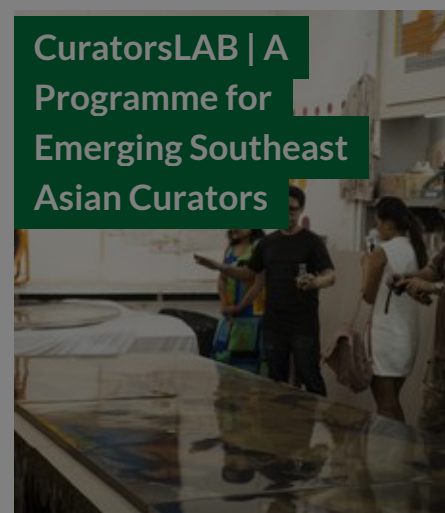 CuratorsLAB | A
Programme for
Emerging Southeast
Asian Curators